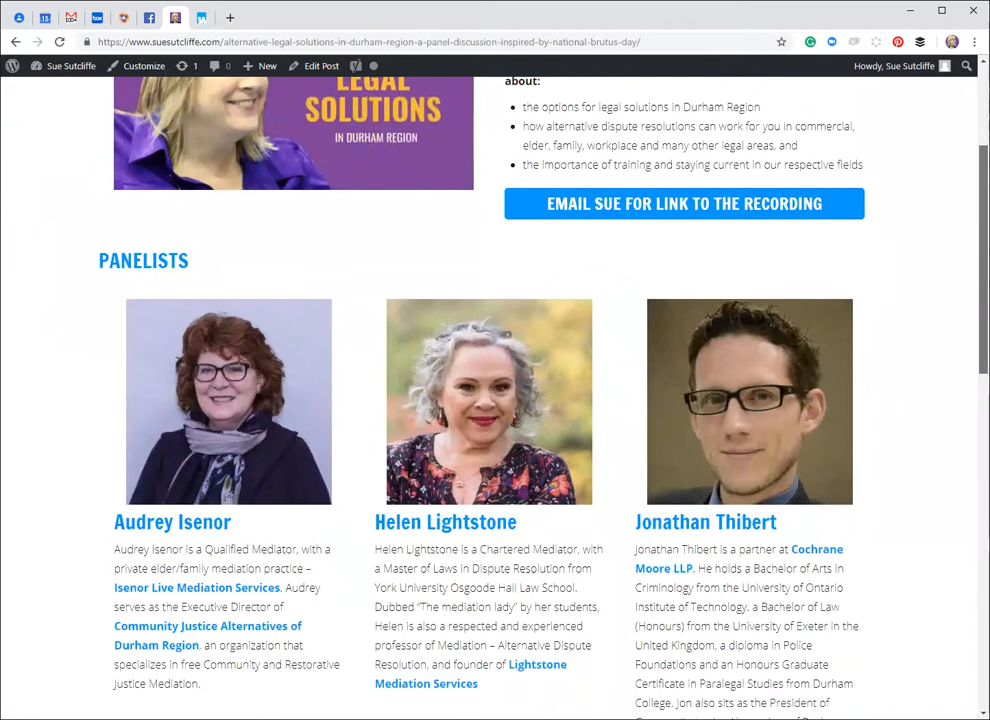 15
https://www.suesutcliffe.com/alternative-legal-solutions-in-durham-region-a-panel-discussion-inspired-by-national-brutus-day/
Sue Sutcliffe Customize 1 0 New Edit Post Howdy, Sue Sutcliffe
LEGAL
SOLUTIONS
IN DURHAM REGION
about:
the options for legal solutions in Durham Region
how alternative dispute resolutions can work for you in commercial,
elder, family, workplace and many other legal areas, and
the importance of training and staying current in our respective fields
EMAIL SUE FOR LINK TO THE RECORDING
PANELISTS
Audrey Isenor
Audrey Isenor is a Qualified Mediator, with a
private elder/family mediation practice –
Isenor Live Mediation Services. Audrey
serves as the Executive Director of
Community Justice Alternatives of
Durham Region, an organization that
specializes in free Community and Restorative
Justice Mediation.
Helen Lightstone
Helen Lightstone is a Chartered Mediator, with
a Master of Laws in Dispute Resolution from
York University Osgoode Hall Law School.
Dubbed “The mediation lady” by her students,
Helen is also a respected and experienced
professor of Mediation – Alternative Dispute
Resolution, and founder of Lightstone
Mediation Services
Jonathan Thibert
Jonathan Thibert is a partner at Cochrane
Moore LLP. He holds a Bachelor of Arts in
Criminology from the University of Ontario
Institute of Technology, a Bachelor of Law
(Honours) from the University of Exeter in the
United Kingdom, a diploma in Police
Foundations and an Honours Graduate
Certificate in Paralegal Studies from Durham
College. Jon also sits as the President of